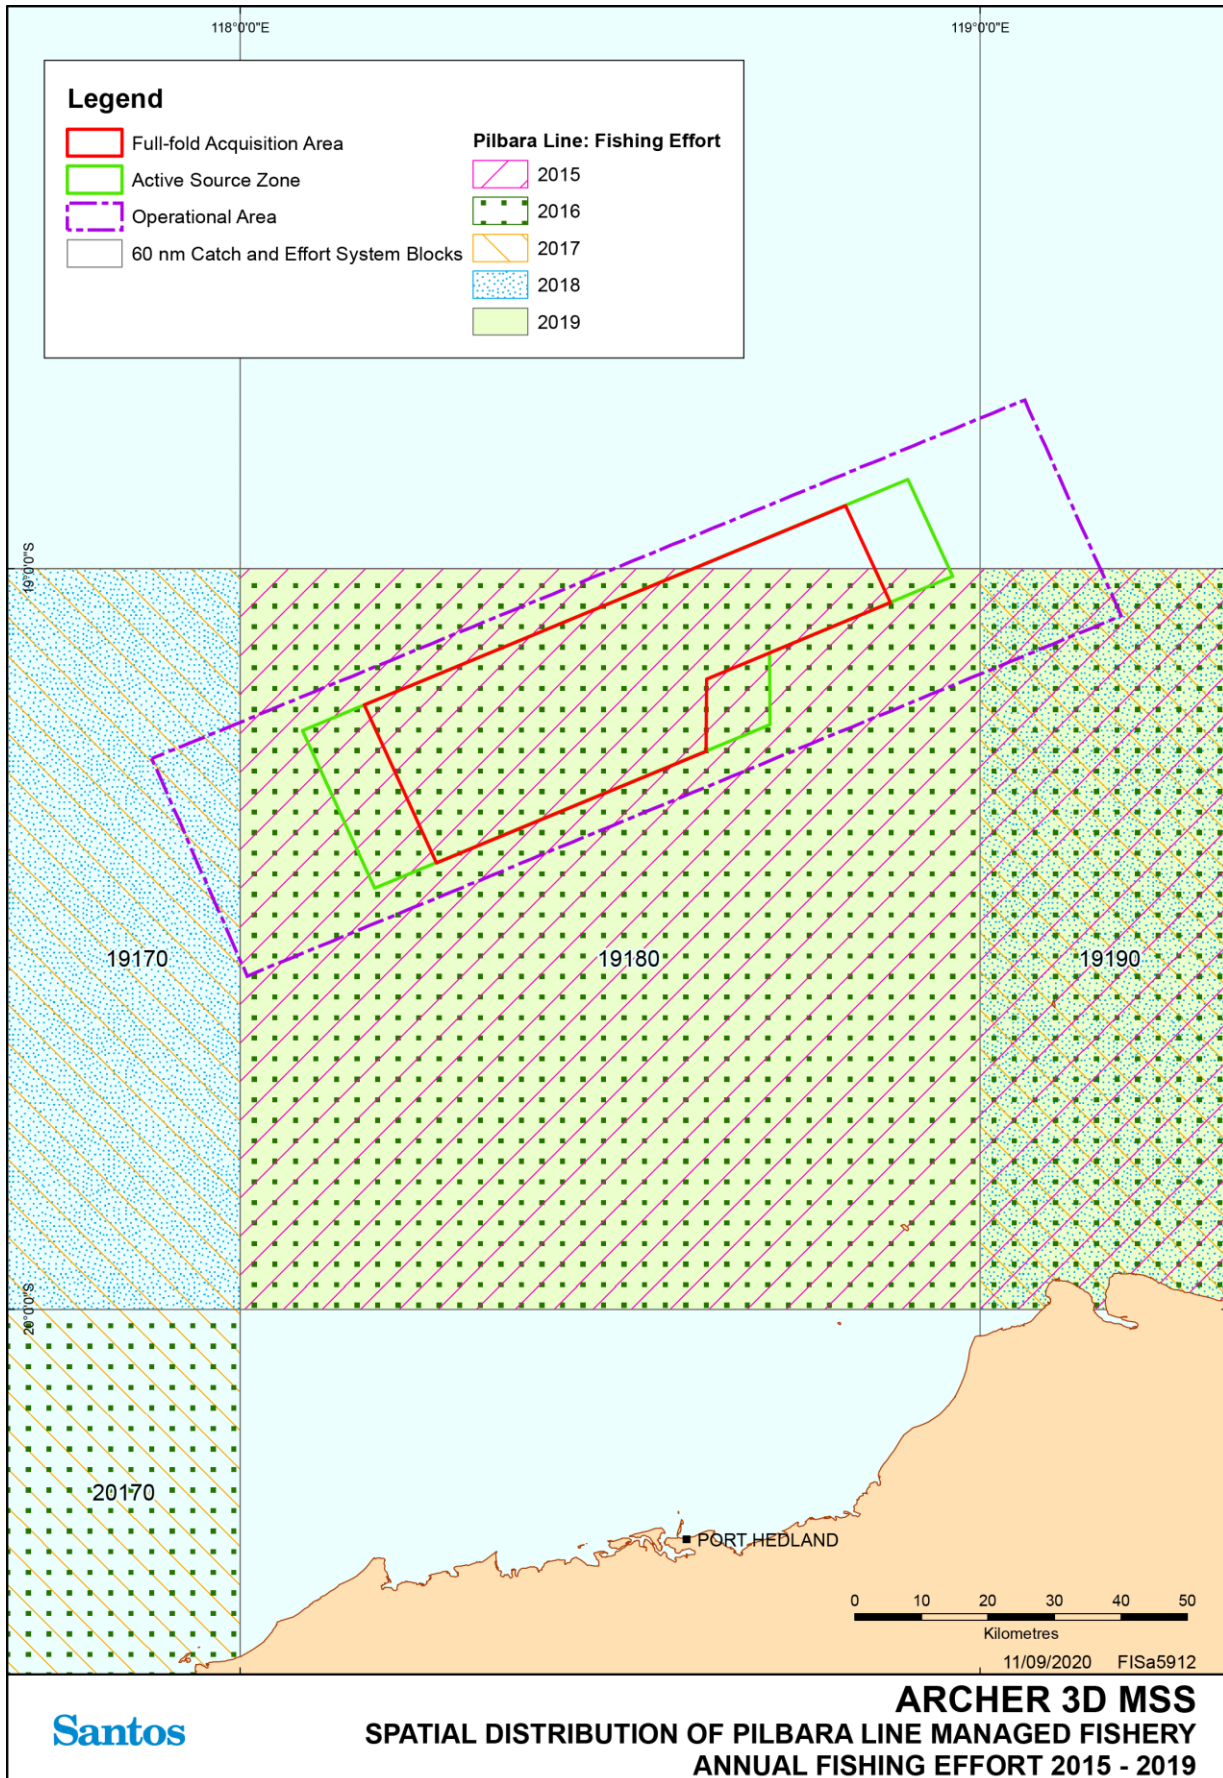 118°0'0"E
119°0'0"E
Legend
Full-fold Acquisition Area
Active Source Zone
Operational Area
60 nm Catch and Effort System Blocks
Pilbara Line: Fishing Effort
2015
2016
2017
2018
2019
19°0'0"S
19170
19180
19190
20°0'0"S
20170
PORT HEDLAND
0 10 20 30 40 50
Kilometres
11/09/2020 FISa5912
Santos
ARCHER 3D MSS
SPATIAL DISTRIBUTION OF PILBARA LINE MANAGED FISHERY
ANNUAL FISHING EFFORT 2015 - 2019